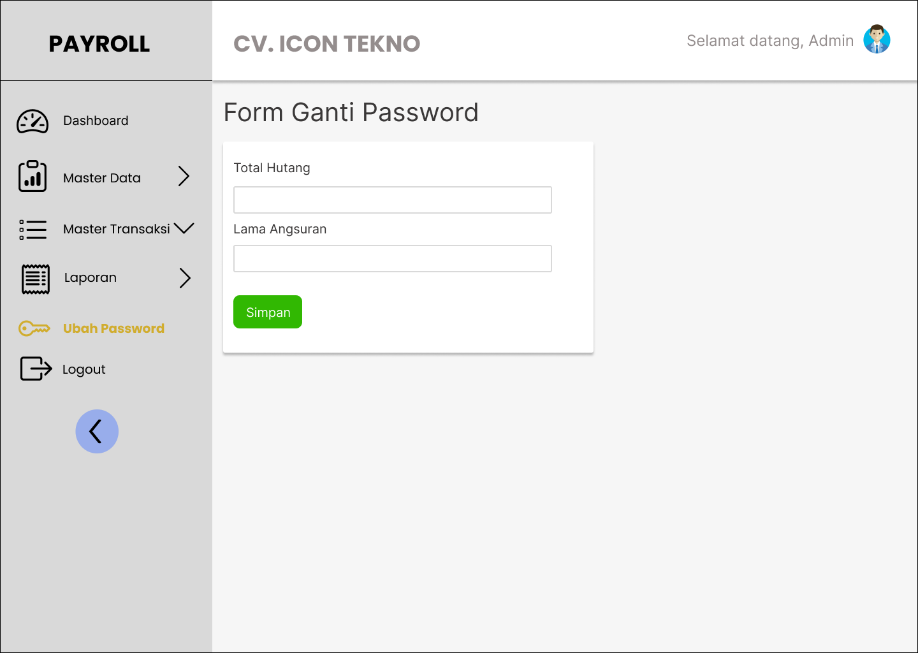 PAYROLL
CV. ICON TEKNO
Selamat datang, Admin
Dashboard
Master Data
Master Transaksi
Laporan
Ubah Password
Logout
Form Ganti Password
Total Hutang
Lama Angsuran
Simpan